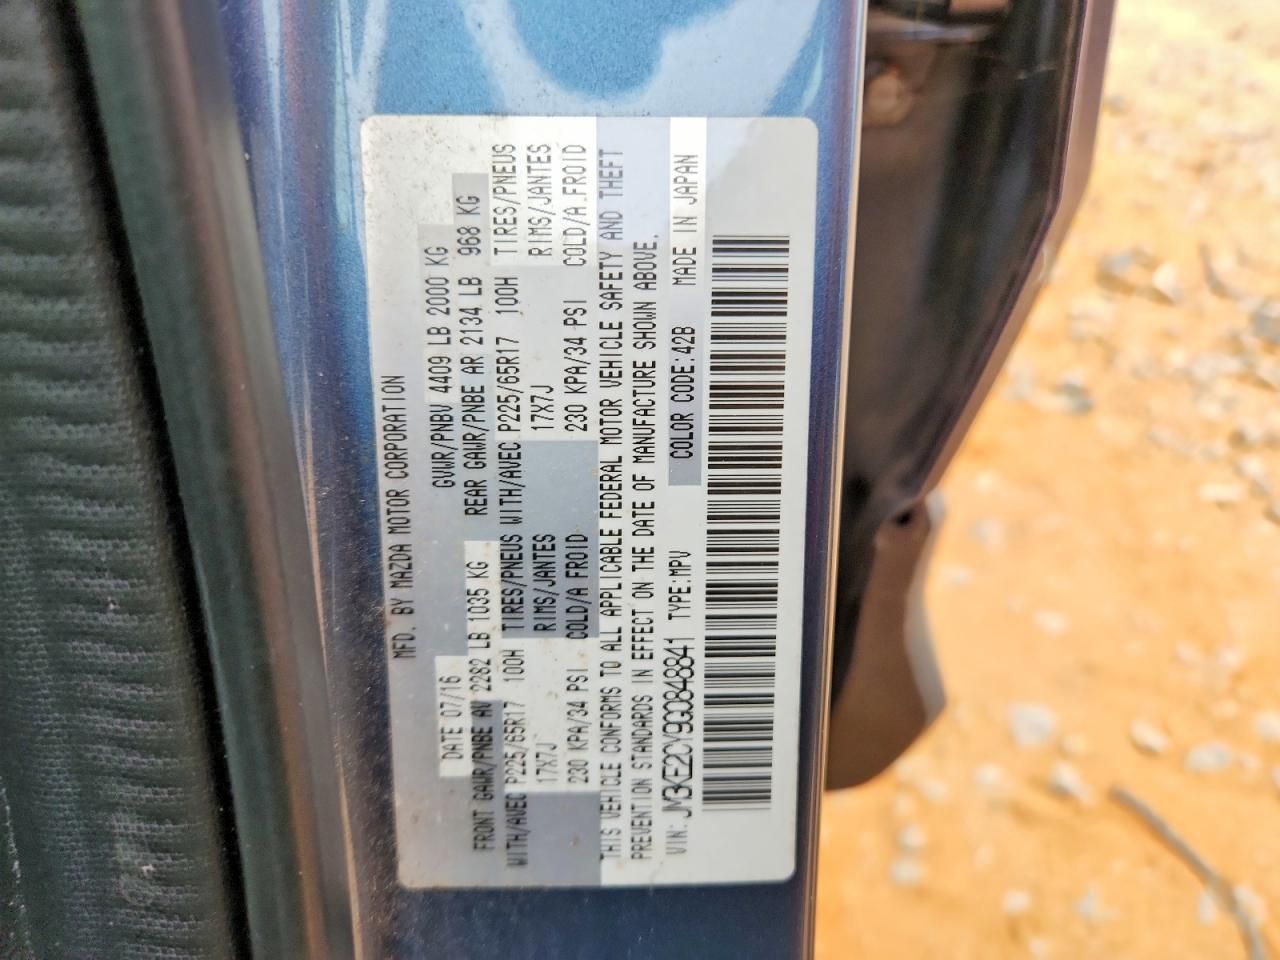 MFD. BY MAZDA MOTOR CORPORATION
DATE 07/16 GVWR/PNBV 4409 LB 2000 KG
FRONT GAWR/PNBE AV 2282 LB 1035 KG REAR GAWR/PNBE AR 2134 LB 968 KG
WITH/AVEC P225/65R17 100H TIRES/PNEUS WITH/AVEC P225/65R17 100H TIRES/PNEUS
17X7J RIMS/JANTES 17X7J RIMS/JANTES
230 KPA/34 PSI COLD/A FROID 230 KPA/34 PSI COLD/A FROID
THIS VEHICLE CONFORMS TO ALL APPLICABLE FEDERAL MOTOR VEHICLE SAFETY AND THEFT
PREVENTION STANDARDS IN EFFECT ON THE DATE OF MANUFACTURE SHOWN ABOVE.
VIN: JM3KE2CY9G0848841 TYPE:MPV COLOR CODE:42B MADE IN JAPAN